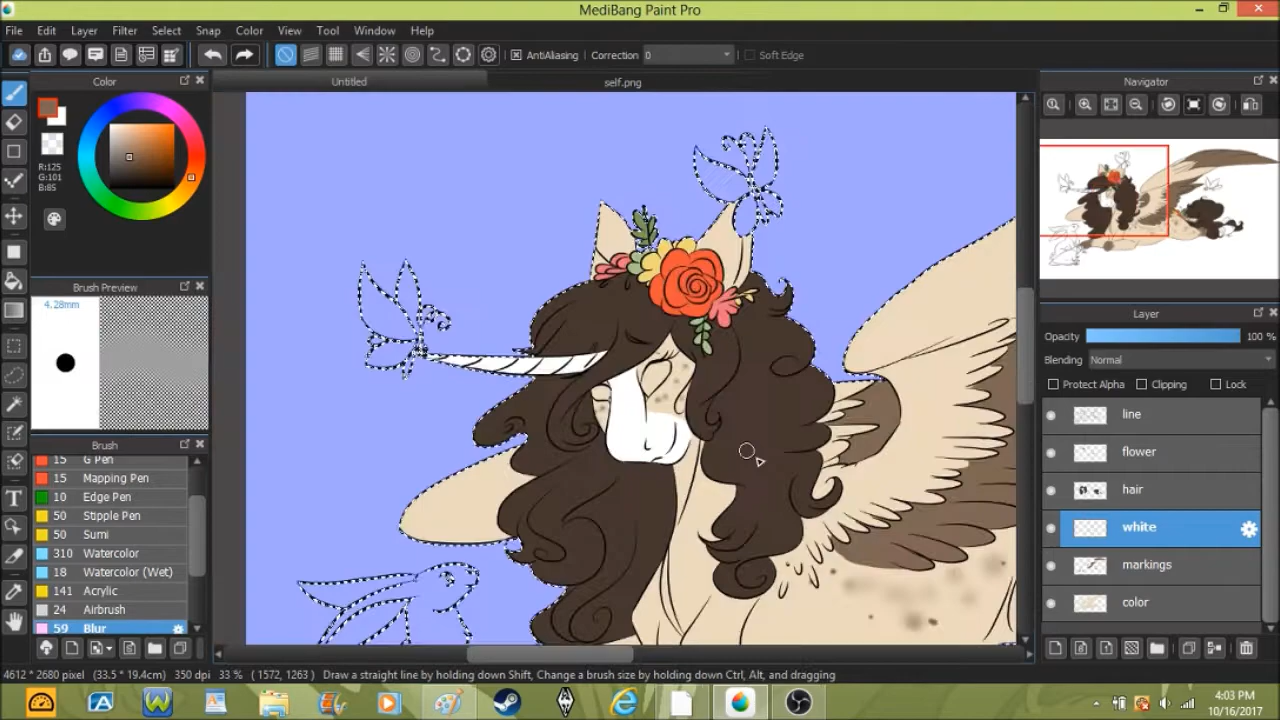 MediBang Paint Pro
File Edit Layer Filter Select Snap Color View Tool Window Help
AntiAliasing Correction 0 Soft Edge
Color
Untitled
self.png
Navigator
R:125
G:101
B:85
Brush Preview
4.28mm
Brush
15 G Pen
15 Mapping Pen
10 Edge Pen
50 Stipple Pen
50 Sumi
310 Watercolor
18 Watercolor (Wet)
141 Acrylic
24 Airbrush
59 Blur
Layer
Opacity 100 %
Blending Normal
Protect Alpha Clipping Lock
line
flower
hair
white
markings
color
4612 * 2680 pixel (33.5 * 19.4cm) 350 dpi 33 % ( 1572, 1263 ) Draw a straight line by holding down Shift, Change a brush size by holding down Ctrl, Alt, and dragging
4:03 PM
10/16/2017